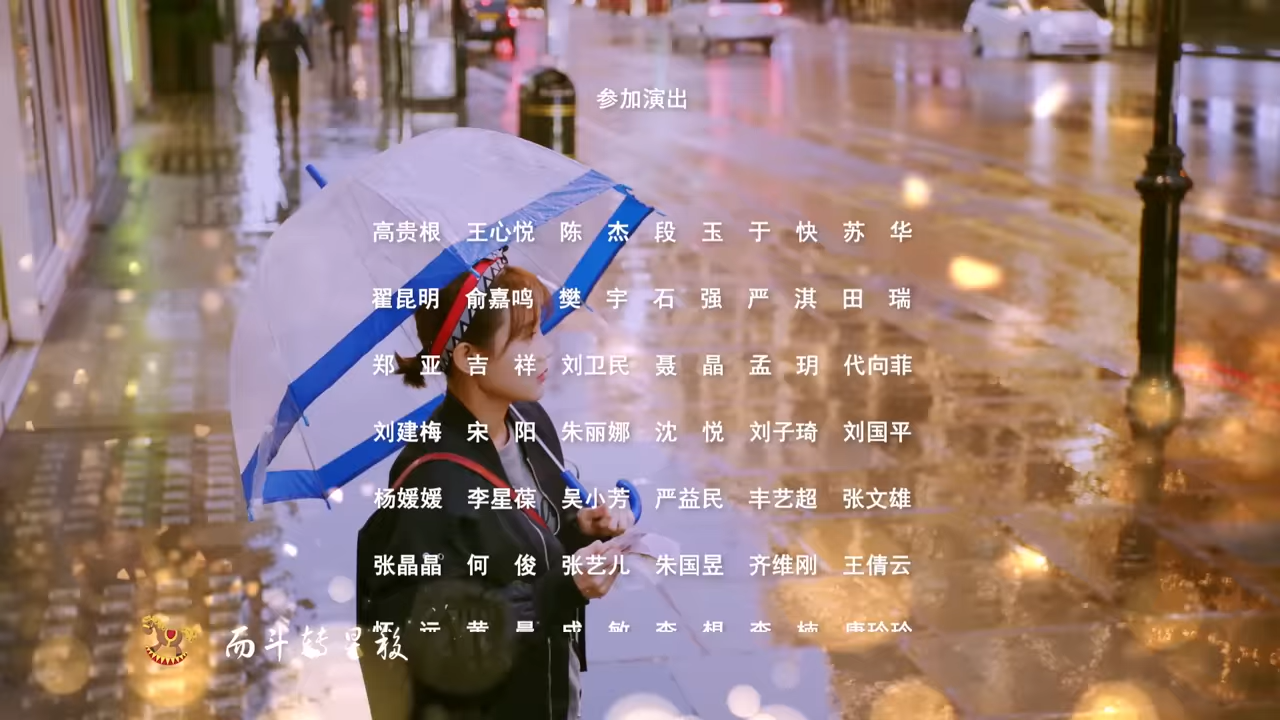 参加演出
高贵根 王心悦 陈 杰 段 玉 于 快 苏 华
翟昆明 俞嘉鸣 樊 宇 石 强 严 淇 田 瑞
郑 亚 吉 祥 刘卫民 聂 晶 孟 玥 代向菲
刘建梅 宋 阳 朱丽娜 沈 悦 刘子琦 刘国平
杨媛媛 李星葆 吴小芳 严益民 丰艺超 张文雄
张晶晶 何 俊 张艺儿 朱国昱 齐维刚 王倩云
而斗转星移